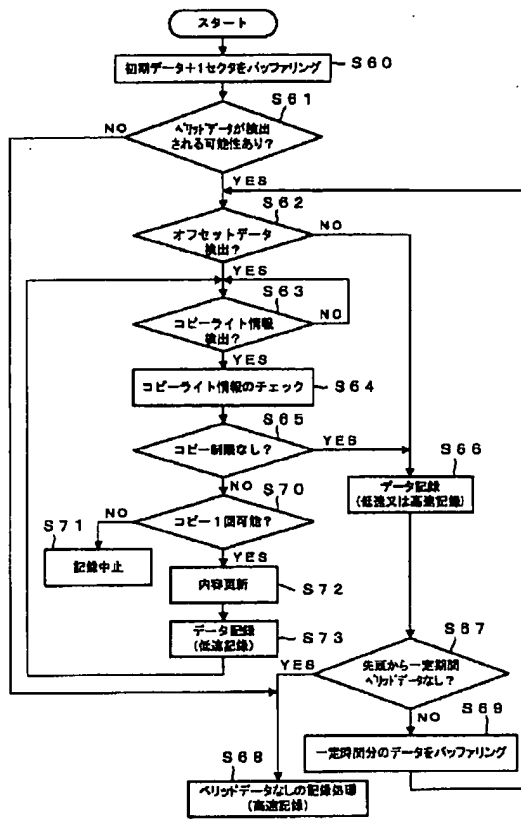 スタート
初期データ+1セクタをバッファリング
S60
S61
NO
ベリッドデータが検出
される可能性あり?
YES
S62
NO
オフセットデータ
検出?
YES
S63
NO
コピーライト情報
検出?
YES
コピーライト情報のチェック
S64
S65
コピー制限なし?
YES
S66
NO
S70
データ記録
(低速又は高速記録)
NO
コピー1回可能?
S71
記録中止
YES
内容更新
S72
データ記録
(低速記録)
S73
S67
YES
先頭から一定期間
ベリッドデータなし?
NO
S69
一定時間分のデータをバッファリング
S68
ベリッドデータなしの記録処理
(高速記録)